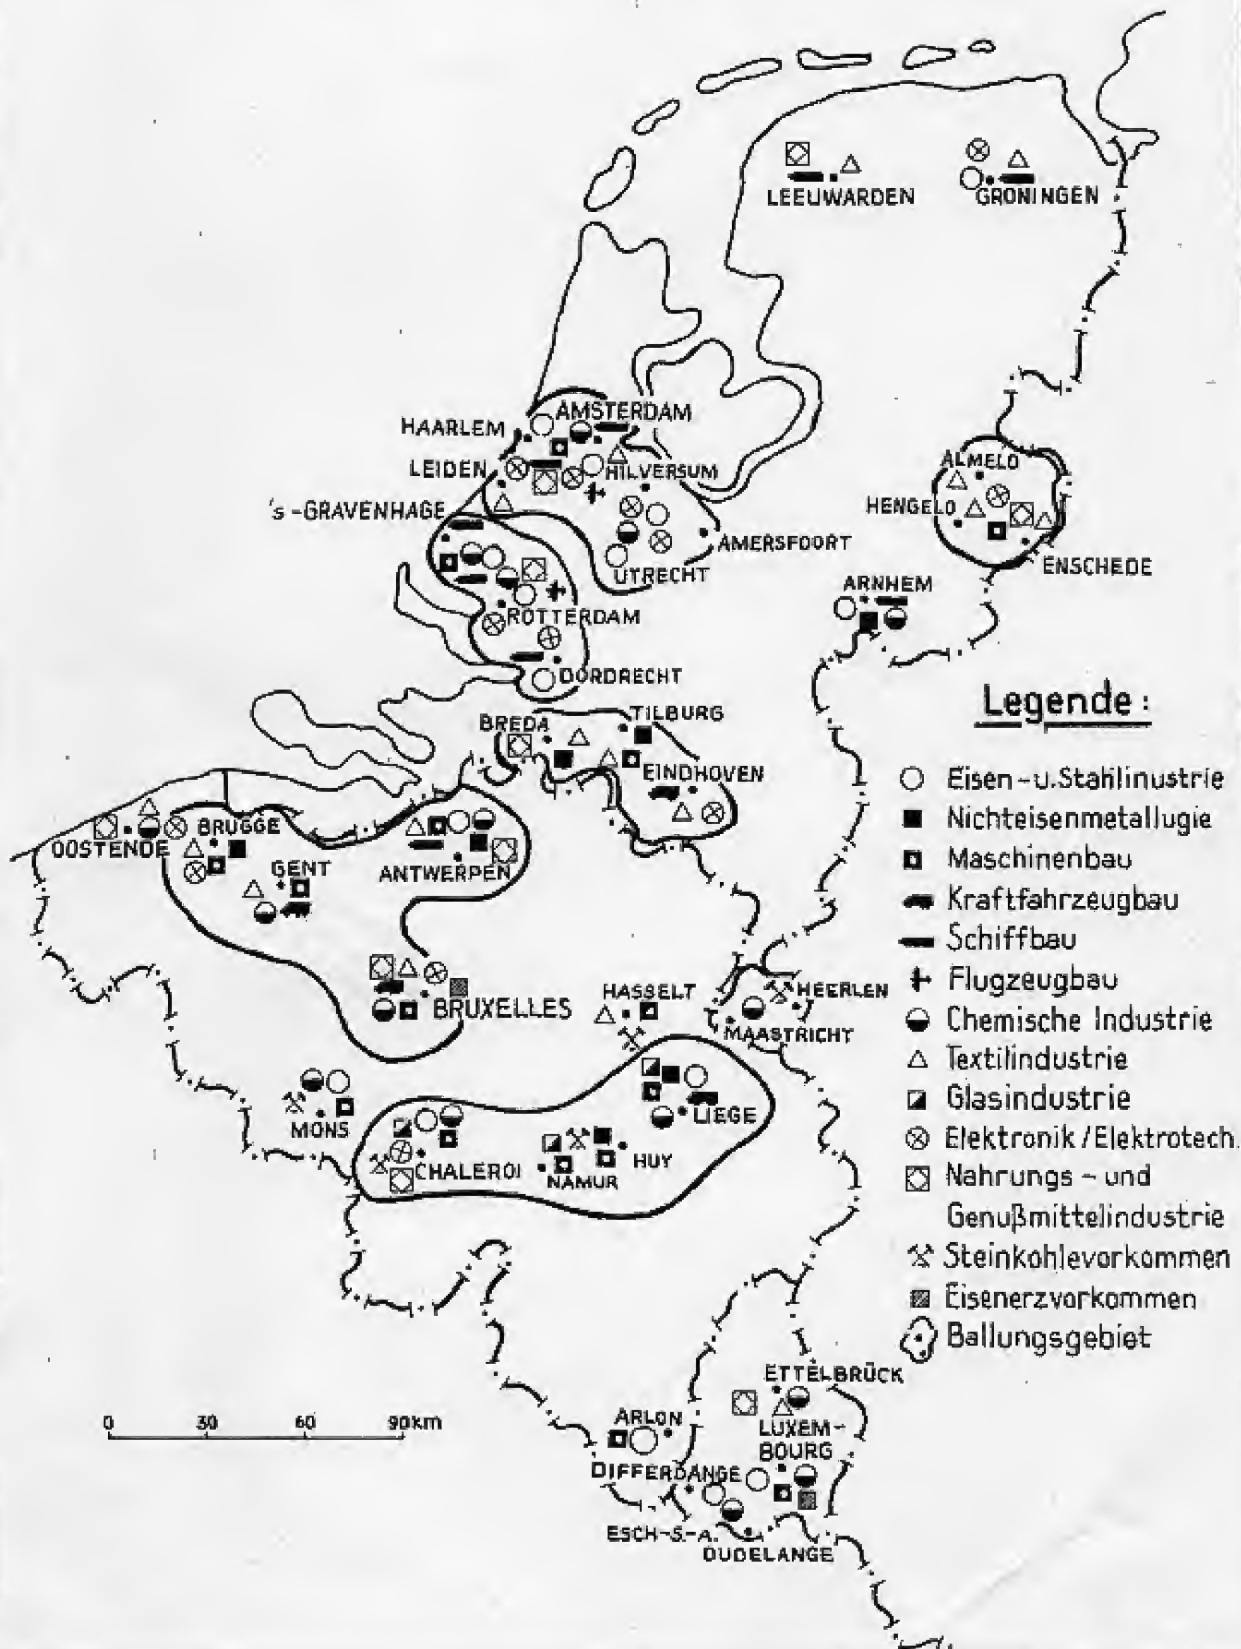 LEEUWARDEN
GRONINGEN
AMSTERDAM
HAARLEM
LEIDEN
HILVERSUM
's-GRAVENHAGE
AMERSFOORT
UTRECHT
ROTTERDAM
DORDRECHT
ALMELO
HENGELO
ENSCHEDE
ARNHEM
BREDA
TILBURG
EINDHOVEN
OOSTENDE
BRUGGE
GENT
ANTWERPEN
BRUXELLES
HASSELT
HEERLEN
MAASTRICHT
MONS
CHALEROI
NAMUR
HUY
LIEGE
ETTELBRÜCK
ARLON
LUXEM-
BOURG
DIFFERDANGE
ESCH-S.-A.
DUDELANGE
0 30 60 90km
Legende:
Eisen-u.Stahlinustrie
Nichteisenmetallugie
Maschinenbau
Kraftfahrzeugbau
Schiffbau
Flugzeugbau
Chemische Industrie
Textilindustrie
Glasindustrie
Elektronik/Elektrotech.
Nahrungs-und
Genußmittelindustrie
Steinkohlevorkommen
Eisenerzvorkommen
Ballungsgebiet